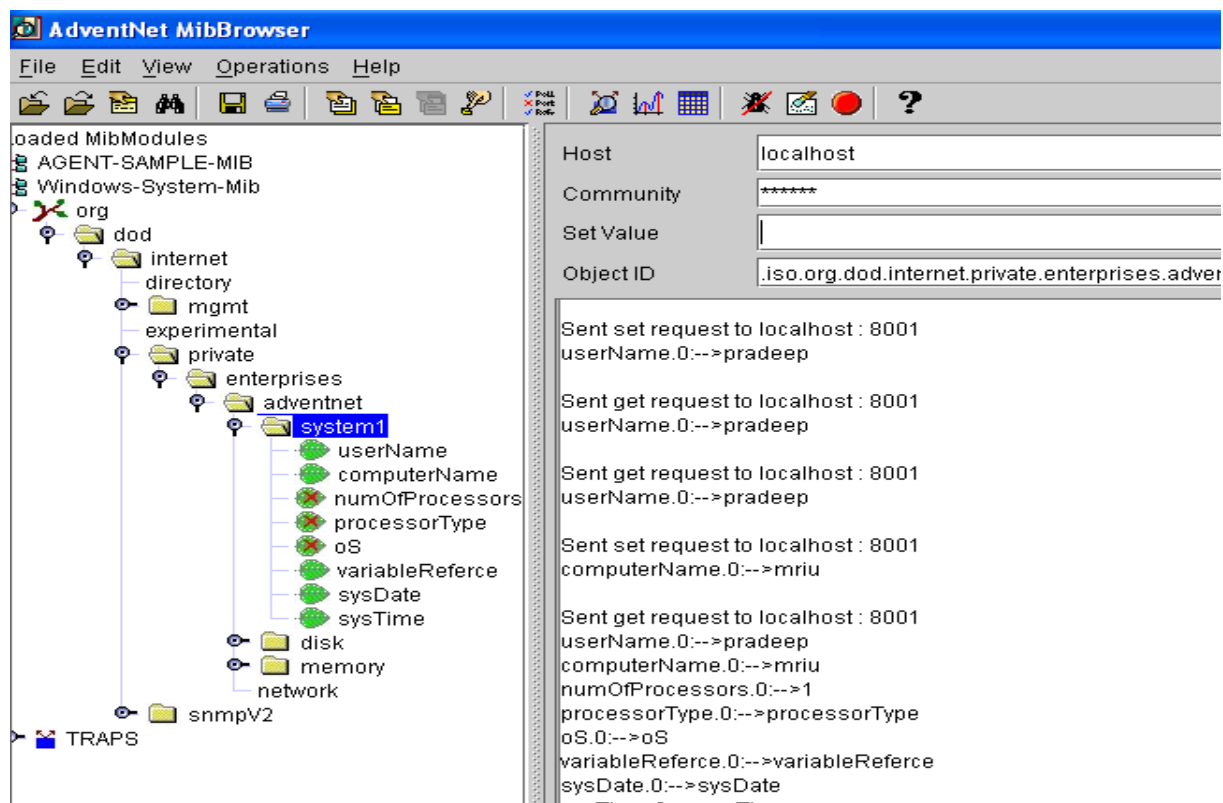 AdventNet MibBrowser
File Edit View Operations Help
oaded MibModules
AGENT-SAMPLE-MIB
Windows-System-Mib
org
dod
internet
directory
mgmt
experimental
private
enterprises
adventnet
system1
userName
computerName
numOfProcessors
processorType
oS
variableReferce
sysDate
sysTime
disk
memory
network
snmpV2
TRAPS
Host localhost
Community ******
Set Value
Object ID .iso.org.dod.internet.private.enterprises.adver
Sent set request to localhost : 8001
userName.0:-->pradeep
Sent get request to localhost : 8001
userName.0:-->pradeep
Sent get request to localhost : 8001
userName.0:-->pradeep
Sent set request to localhost : 8001
computerName.0:-->mriu
Sent get request to localhost : 8001
userName.0:-->pradeep
computerName.0:-->mriu
numOfProcessors.0:-->1
processorType.0:-->processorType
oS.0:-->oS
variableReferce.0:-->variableReferce
sysDate.0:-->sysDate